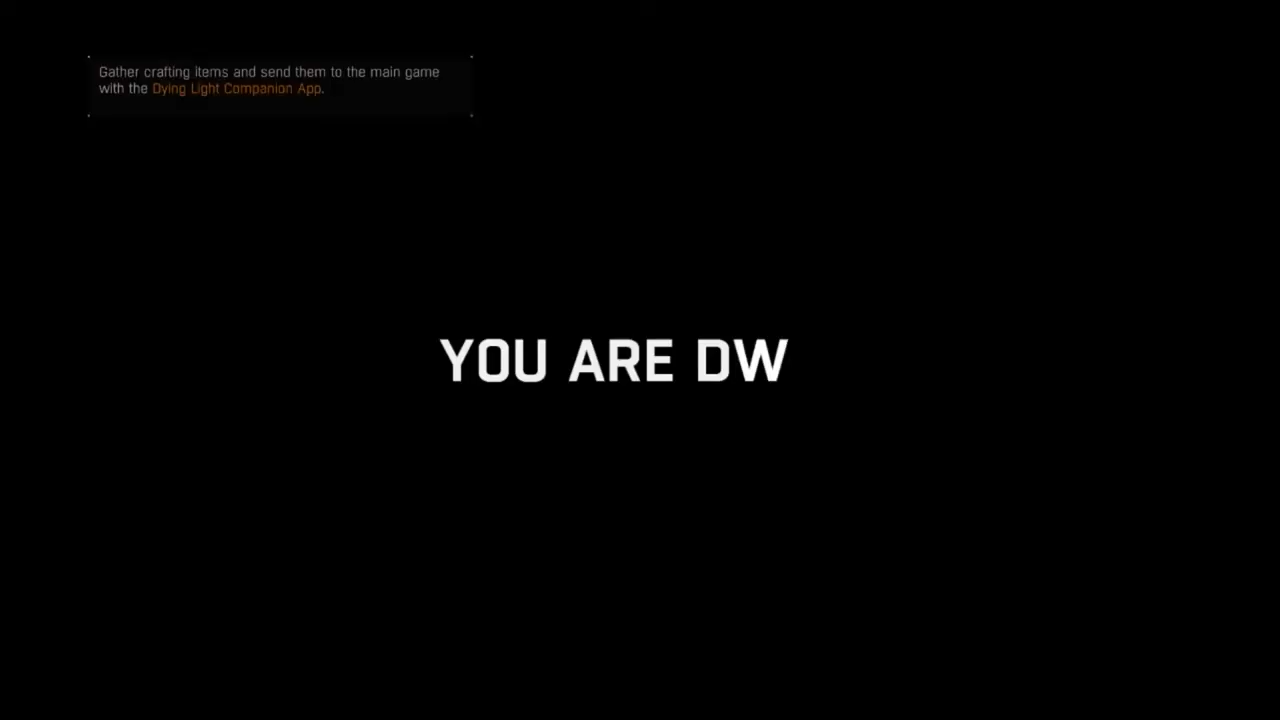 Gather crafting items and send them to the main game
with the Dying Light Companion App.
YOU ARE DW